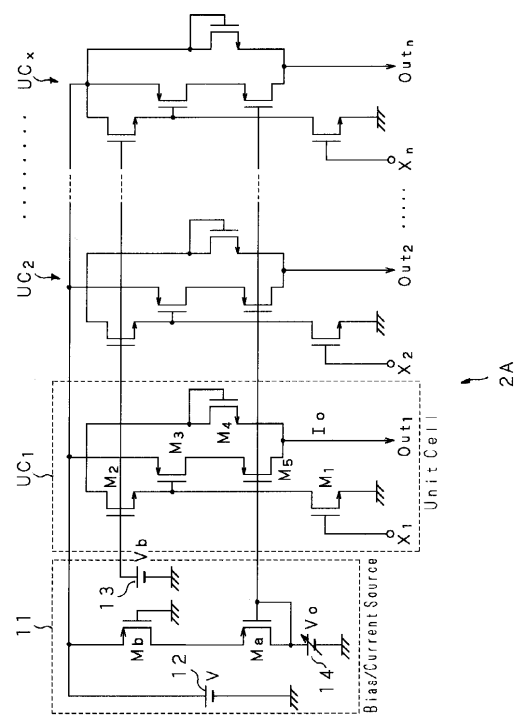 UC1
UC2
. . . . . . . .
UCx
11
12
V
13
Vb
Mb
Ma
14
Vo
Bias/Current Source
M2
M3
M4
M5
M1
Io
X1
Out1
Unit Cell
X2
Out2
.....
Xn
Outn
2A